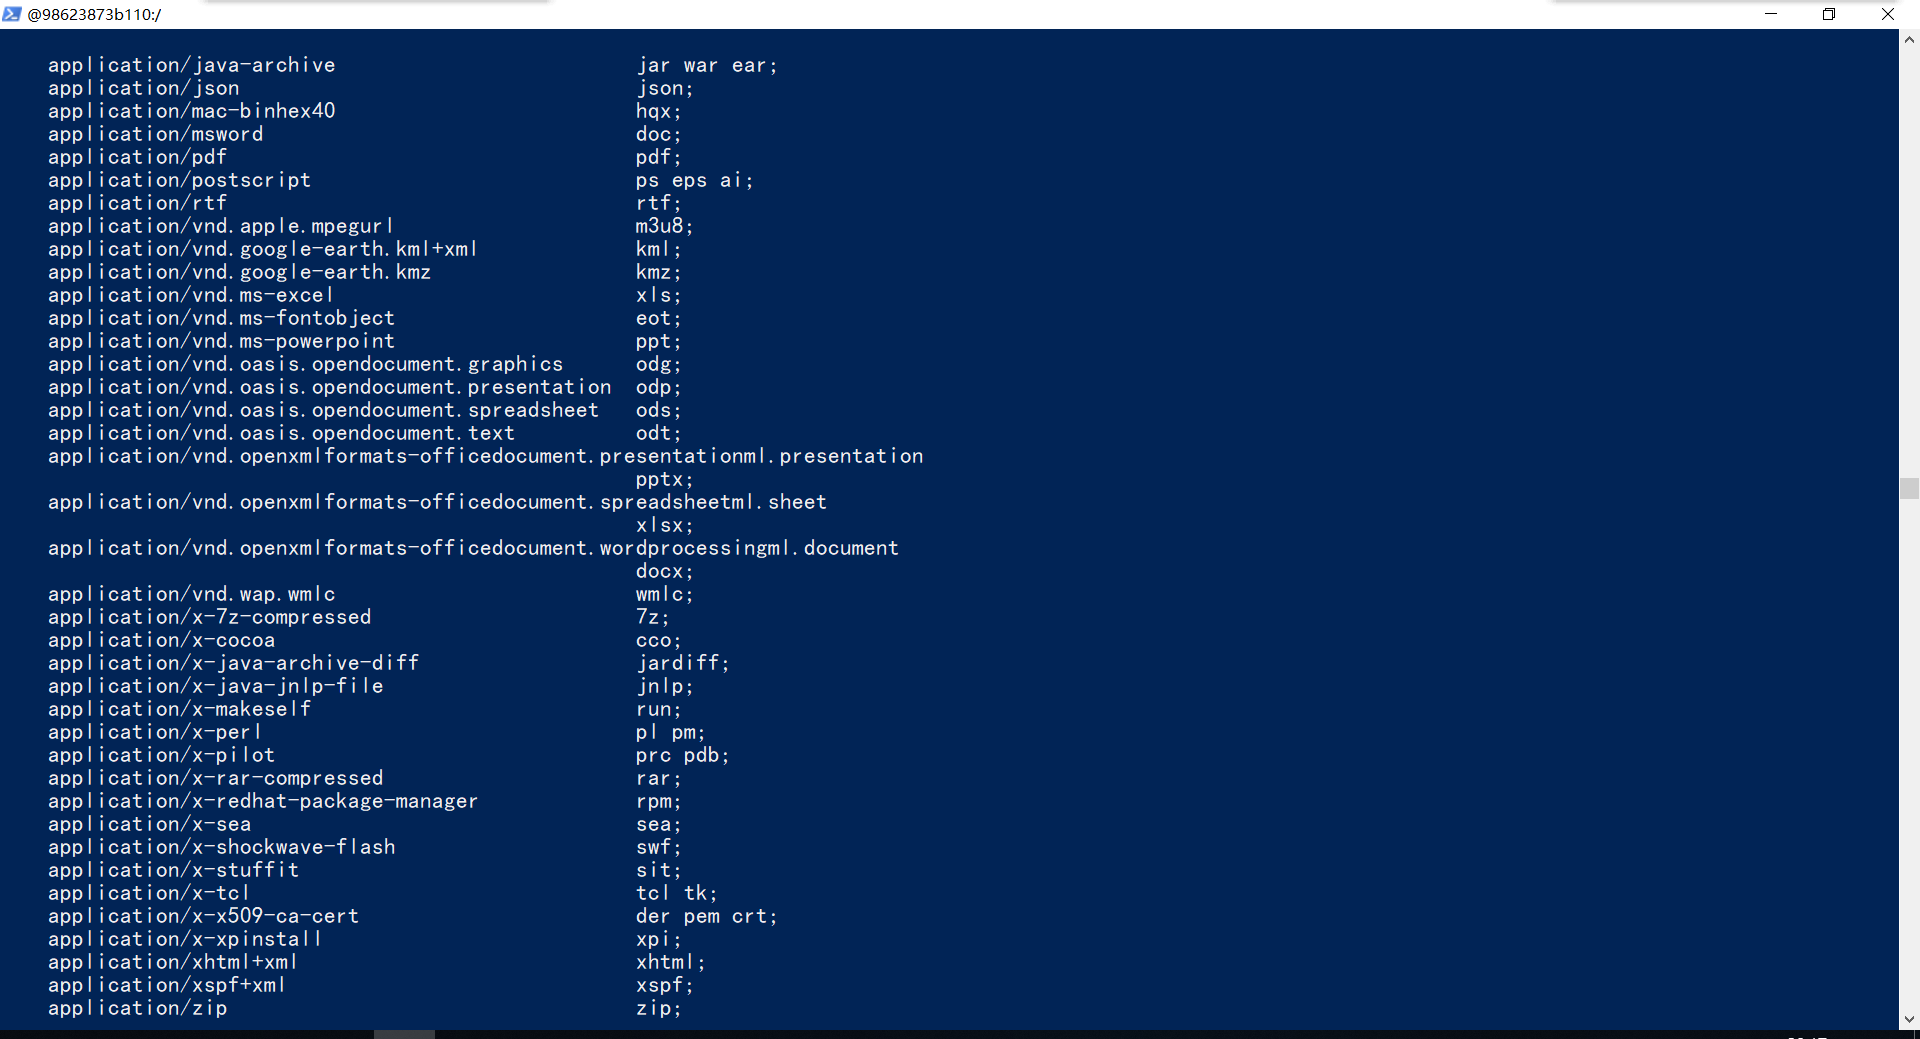 @98623873b110:/
application/java-archive                         jar war ear;
application/json                                 json;
application/mac-binhex40                         hqx;
application/msword                               doc;
application/pdf                                  pdf;
application/postscript                           ps eps ai;
application/rtf                                  rtf;
application/vnd.apple.mpegurl                    m3u8;
application/vnd.google-earth.kml+xml             kml;
application/vnd.google-earth.kmz                 kmz;
application/vnd.ms-excel                         xls;
application/vnd.ms-fontobject                    eot;
application/vnd.ms-powerpoint                    ppt;
application/vnd.oasis.opendocument.graphics      odg;
application/vnd.oasis.opendocument.presentation  odp;
application/vnd.oasis.opendocument.spreadsheet   ods;
application/vnd.oasis.opendocument.text          odt;
application/vnd.openxmlformats-officedocument.presentationml.presentation
pptx;
application/vnd.openxmlformats-officedocument.spreadsheetml.sheet
xlsx;
application/vnd.openxmlformats-officedocument.wordprocessingml.document
docx;
application/vnd.wap.wmlc                         wmlc;
application/x-7z-compressed                      7z;
application/x-cocoa                              cco;
application/x-java-archive-diff                  jardiff;
application/x-java-jnlp-file                     jnlp;
application/x-makeself                           run;
application/x-perl                               pl pm;
application/x-pilot                              prc pdb;
application/x-rar-compressed                     rar;
application/x-redhat-package-manager             rpm;
application/x-sea                                sea;
application/x-shockwave-flash                    swf;
application/x-stuffit                            sit;
application/x-tcl                                tcl tk;
application/x-x509-ca-cert                       der pem crt;
application/x-xpinstall                          xpi;
application/xhtml+xml                            xhtml;
application/xspf+xml                             xspf;
application/zip                                  zip;